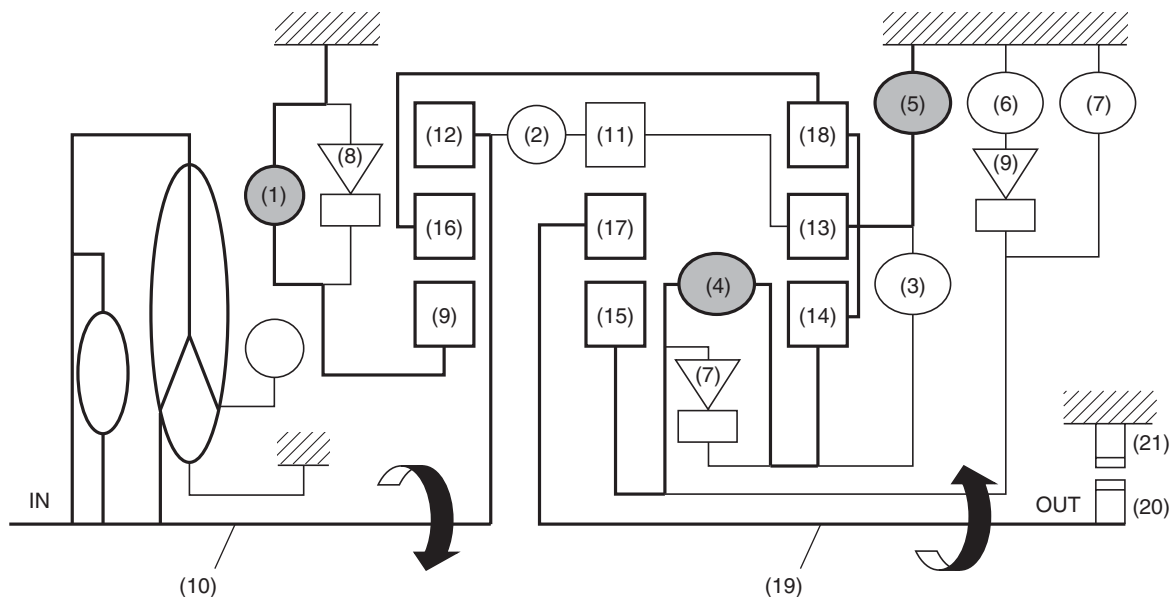 (5) (6) (7)
(12) (2) (11) (18)
(8) (9)
(1)
(16) (17) (13)
(4) (3)
(9) (15) (14)
(7)
(21)
IN OUT (20)
(10) (19)